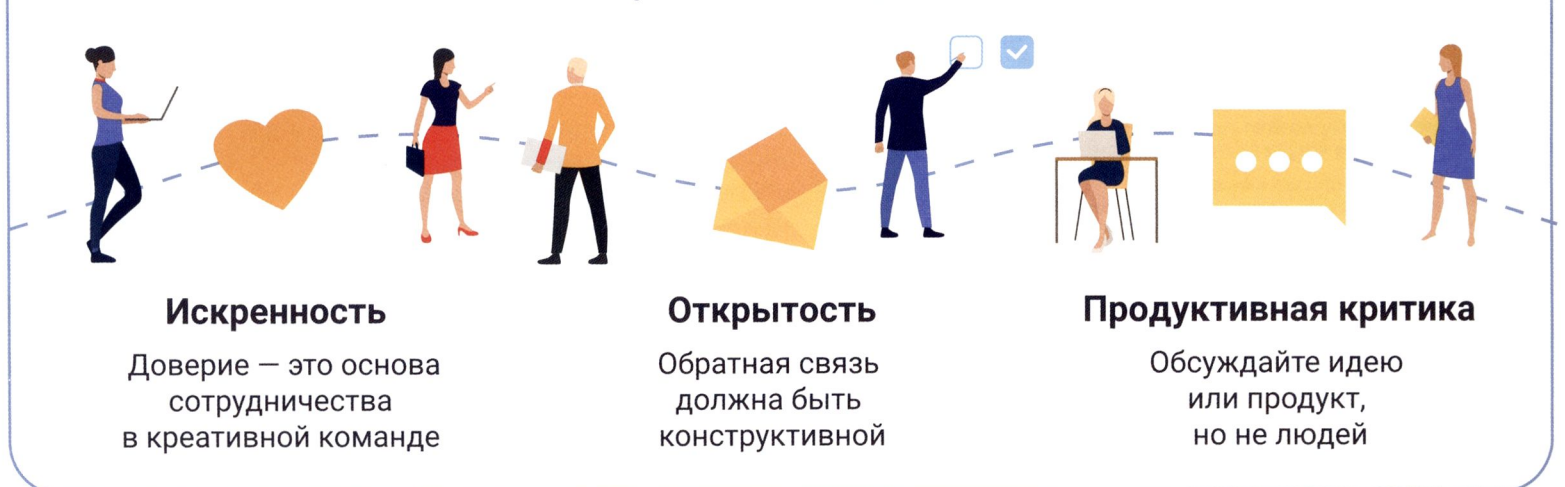 Искренность
Доверие — это основа
сотрудничества
в креативной команде
Открытость
Обратная связь
должна быть
конструктивной
Продуктивная критика
Обсуждайте идею
или продукт,
но не людей